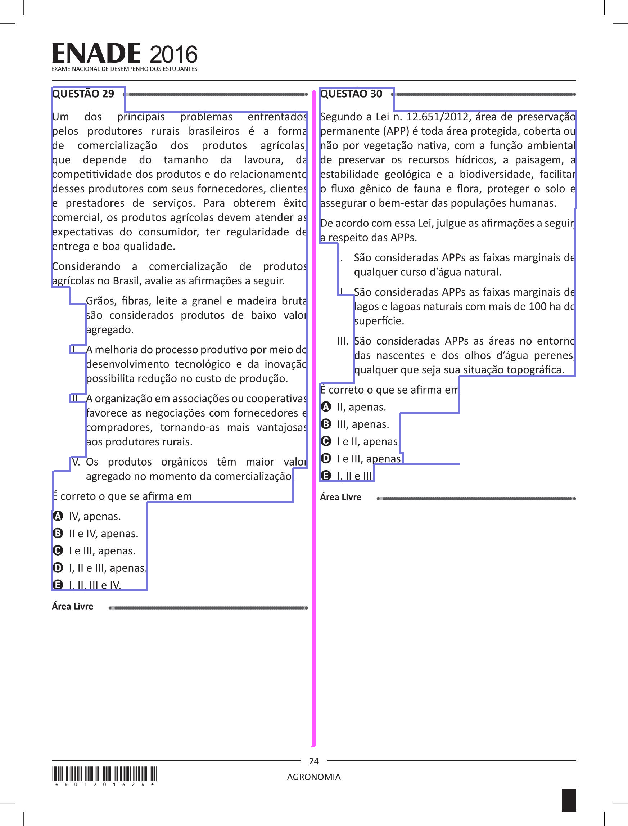 ENADE 2016
EXAME NACIONAL DE DESEMPENHO DOS ESTUDANTES
QUESTÃO 29
Um dos principais problemas enfrentados
pelos produtores rurais brasileiros é a forma
de comercialização dos produtos agrícolas,
que depende do tamanho da lavoura, da
competitividade dos produtos e do relacionamento
desses produtores com seus fornecedores, clientes
e prestadores de serviços. Para obterem êxito
comercial, os produtos agrícolas devem atender as
expectativas do consumidor, ter regularidade de
entrega e boa qualidade.
Considerando a comercialização de produtos
agrícolas no Brasil, avalie as afirmações a seguir.
Grãos, fibras, leite a granel e madeira bruta
são considerados produtos de baixo valor
agregado.
II. A melhoria do processo produtivo por meio do
desenvolvimento tecnológico e da inovação
possibilita redução no custo de produção.
III. A organização em associações ou cooperativas
favorece as negociações com fornecedores e
compradores, tornando-as mais vantajosas
aos produtores rurais.
IV. Os produtos orgânicos têm maior valor
agregado no momento da comercialização
É correto o que se afirma em
A IV, apenas.
B II e IV, apenas.
C I e III, apenas.
D I, II e III, apenas.
E I, II, III e IV.
Área Livre
QUESTÃO 30
Segundo a Lei n. 12.651/2012, área de preservação
permanente (APP) é toda área protegida, coberta ou
não por vegetação nativa, com a função ambiental
de preservar os recursos hídricos, a paisagem, a
estabilidade geológica e a biodiversidade, facilitar
o fluxo gênico de fauna e flora, proteger o solo e
assegurar o bem-estar das populações humanas.
De acordo com essa Lei, julgue as afirmações a seguir,
a respeito das APPs.
I. São consideradas APPs as faixas marginais de
qualquer curso d'água natural.
II. São consideradas APPs as faixas marginais de
lagos e lagoas naturais com mais de 100 ha de
superfície.
III. São consideradas APPs as áreas no entorno
das nascentes e dos olhos d'água perenes,
qualquer que seja sua situação topográfica.
É correto o que se afirma em
A II, apenas.
B III, apenas.
C I e II, apenas
D I e III, apenas
E I, II e III.
Área Livre
24
AGRONOMIA